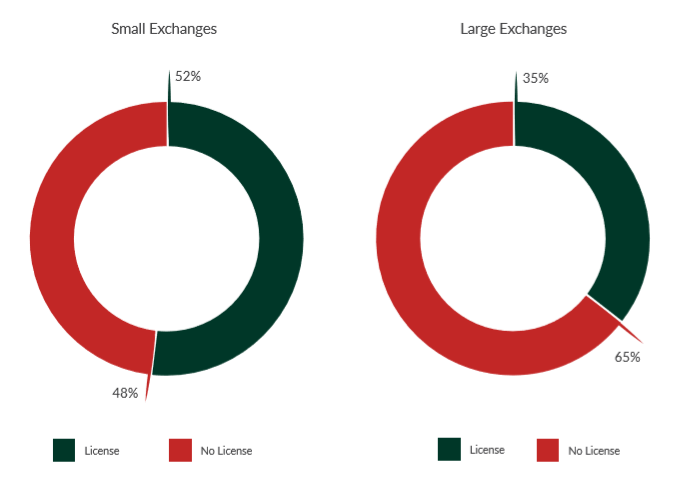 Small Exchanges
52%
48%
License
No License
Large Exchanges
35%
65%
License
No License